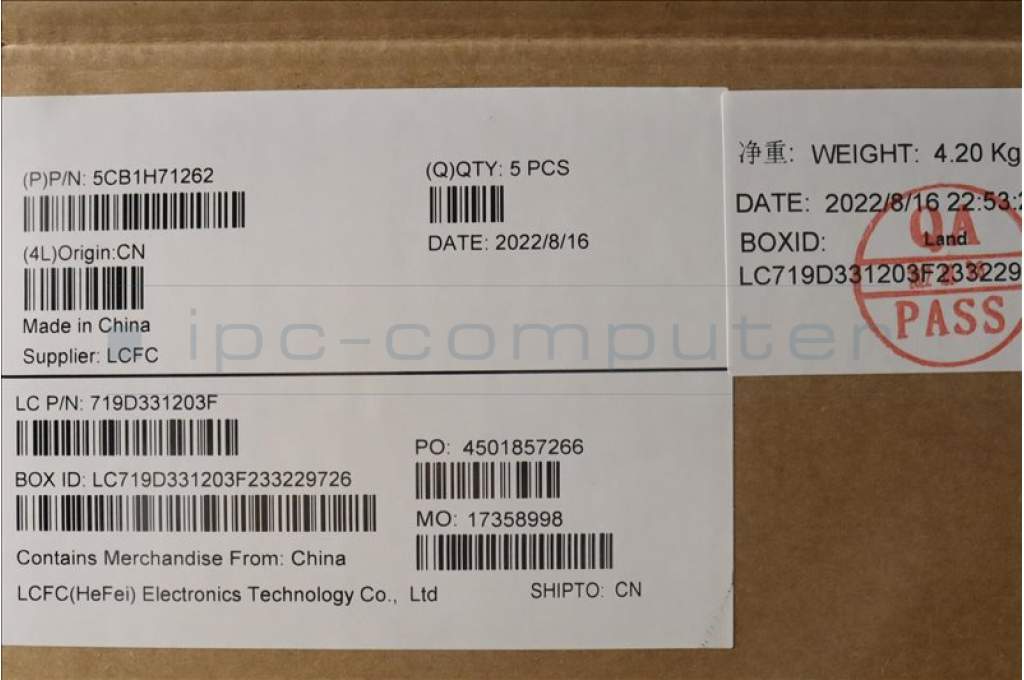 (P)P/N: 5CB1H71262
(Q)QTY: 5 PCS
(4L)Origin:CN
DATE: 2022/8/16
Made in China
Supplier: LCFC
LC P/N: 719D331203F
PO: 4501857266
BOX ID: LC719D331203F233229726
MO: 17358998
Contains Merchandise From: China
LCFC(HeFei) Electronics Technology Co., Ltd
SHIPTO: CN
净重: WEIGHT: 4.20 Kg
DATE: 2022/8/16 22:53:
BOXID:
Land
LC719D331203F233229
QA
PASS
ipc-computer